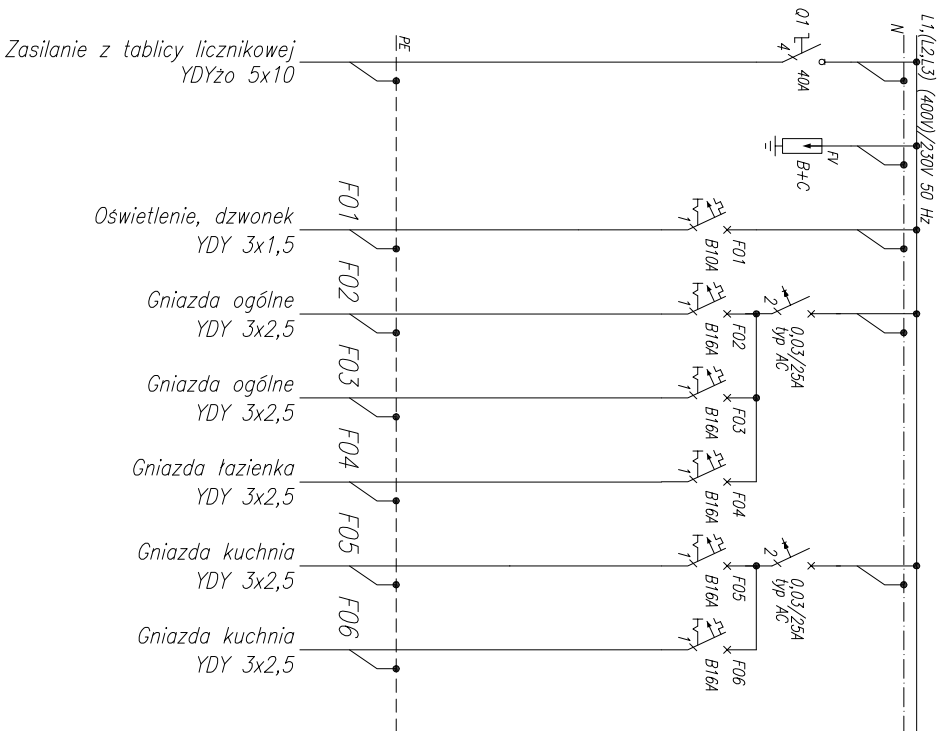 L1,(L2,L3) (400V)/230V 50 Hz
N
PE
Zasilanie z tablicy licznikowej
YDYżo 5x10
Q1
4
40A
FV
B+C
Oświetlenie, dzwonek
YDY 3x1,5
F01
1
F01
B10A
Gniazda ogólne
YDY 3x2,5
F02
1
F02
B16A
2
0,03/25A
typ AC
Gniazda ogólne
YDY 3x2,5
F03
1
F03
B16A
Gniazda łazienka
YDY 3x2,5
F04
1
F04
B16A
Gniazda kuchnia
YDY 3x2,5
F05
1
F05
B16A
2
0,03/25A
typ AC
Gniazda kuchnia
YDY 3x2,5
F06
1
F06
B16A